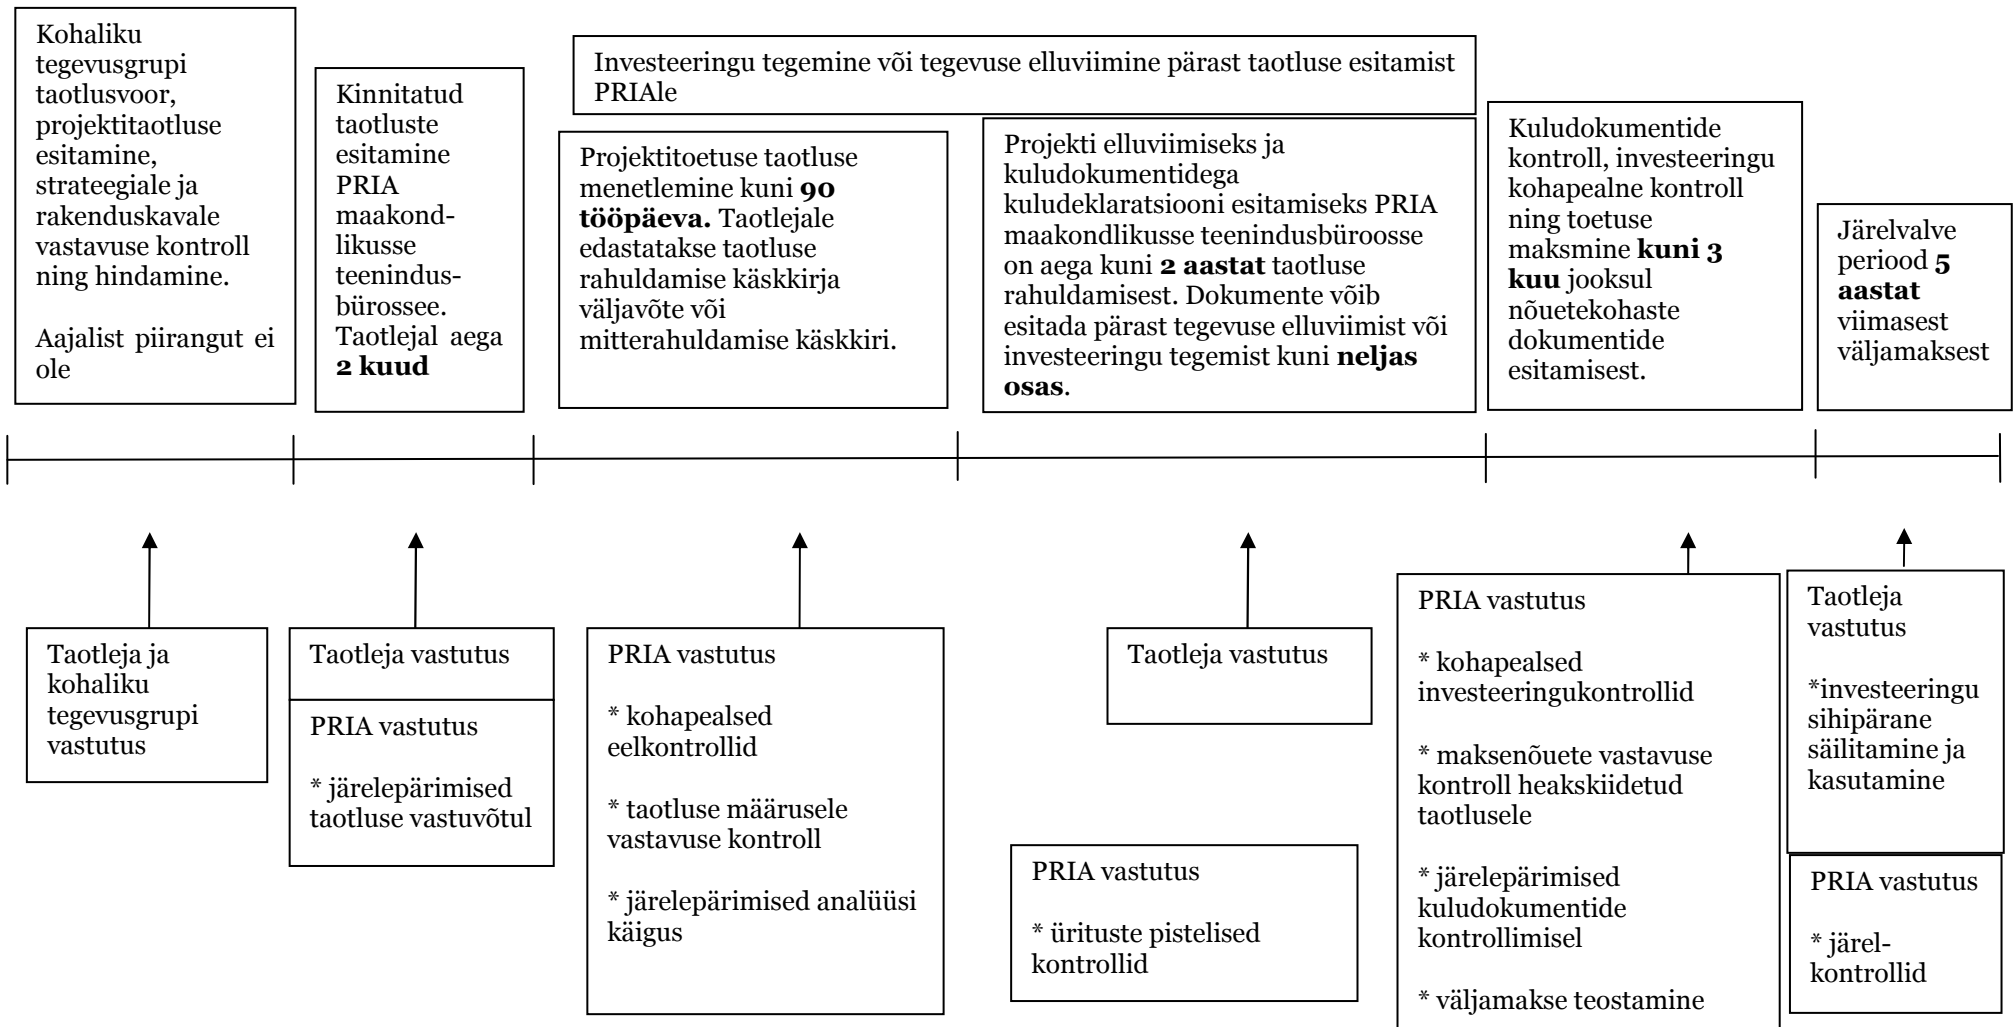 Kohaliku
tegevusgrupi
taotlusvoor,
projektitaotluse
esitamine,
strateegiale ja
rakenduskavale
vastavuse kontroll
ning hindamine.
Aajalist piirangut ei
ole
Kinnitatud
taotluste
esitamine
PRIA
maakond-
likusse
teenindus-
bürossee.
Taotlejal aega
2 kuud
Investeeringu tegemine või tegevuse elluviimine pärast taotluse esitamist
PRIAle
Projektitoetuse taotluse
menetlemine kuni 90
tööpäeva. Taotlejale
edastatakse taotluse
rahuldamise käskkirja
väljavõte või
mitterahuldamise käskkiri.
Projekti elluviimiseks ja
kuludokumentidega
kuludeklaratsiooni esitamiseks PRIA
maakondlikusse teenindusbüroosse
on aega kuni 2 aastat taotluse
rahuldamisest. Dokumente võib
esitada pärast tegevuse elluviimist või
investeeringu tegemist kuni neljas
osas.
Kuludokumentide
kontroll, investeeringu
kohapealne kontroll
ning toetuse
maksmine kuni 3
kuu jooksul
nõuetekohaste
dokumentide
esitamisest.
Järelvalve
periood 5
aastat
viimasest
väljamaksest
Taotleja ja
kohaliku
tegevusgrupi
vastutus
Taotleja vastutus
PRIA vastutus
* järelepärimised
taotluse vastuvõtul
PRIA vastutus
* kohapealsed
eelkontrollid
* taotluse määrusele
vastavuse kontroll
* järelepärimised analüüsi
käigus
Taotleja vastutus
PRIA vastutus
* ürituste pistelised
kontrollid
PRIA vastutus
* kohapealsed
investeeringukontrollid
* maksenõuete vastavuse
kontroll heakskiidetud
taotlusele
* järelepärimised
kuludokumentide
kontrollimisel
* väljamakse teostamine
Taotleja
vastutus
*investeeringu
sihipärane
säilitamine ja
kasutamine
PRIA vastutus
* järel-
kontrollid